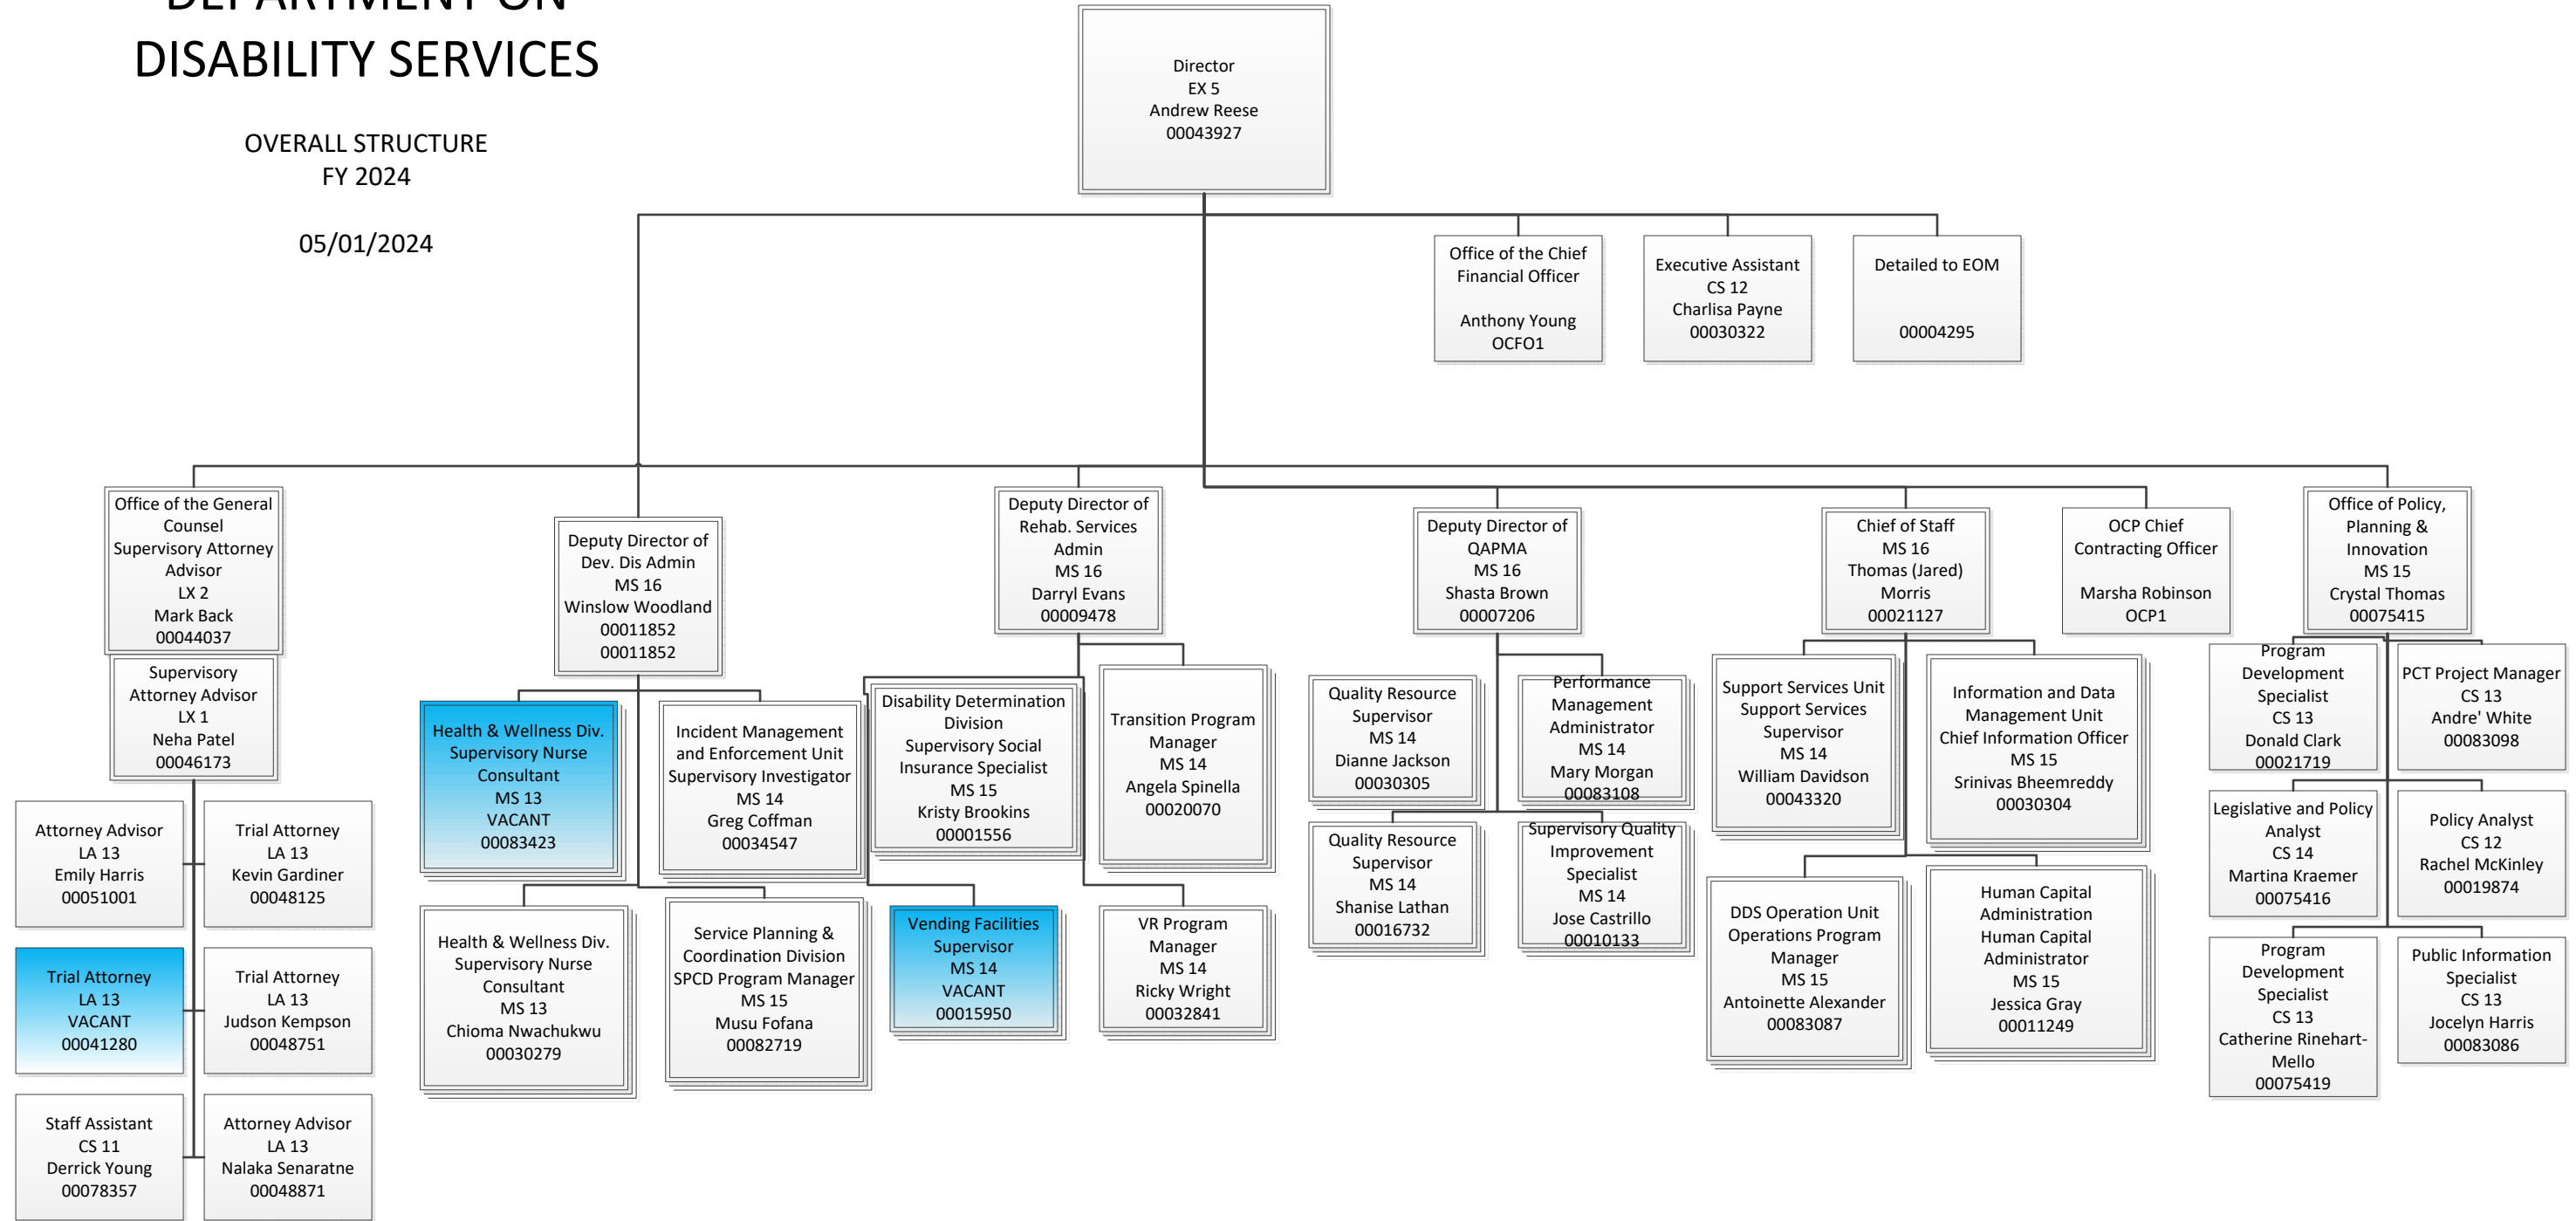 DEPARTMENT ON
DISABILITY SERVICES
OVERALL STRUCTURE
FY 2024
05/01/2024
Director
EX 5
Andrew Reese
00043927
Office of the Chief
Financial Officer
Anthony Young
OCFO1
Executive Assistant
CS 12
Charlisa Payne
00030322
Detailed to EOM
00004295
Office of the General
Counsel
Supervisory Attorney
Advisor
LX 2
Mark Back
00044037
Supervisory
Attorney Advisor
LX 1
Neha Patel
00046173
Attorney Advisor
LA 13
Emily Harris
00051001
Trial Attorney
LA 13
Kevin Gardiner
00048125
Trial Attorney
LA 13
VACANT
00041280
Trial Attorney
LA 13
Judson Kempson
00048751
Staff Assistant
CS 11
Derrick Young
00078357
Attorney Advisor
LA 13
Nalaka Senaratne
00048871
Deputy Director of
Dev. Dis Admin
MS 16
Winslow Woodland
00011852
00011852
Health & Wellness Div.
Supervisory Nurse
Consultant
MS 13
VACANT
00083423
Incident Management
and Enforcement Unit
Supervisory Investigator
MS 14
Greg Coffman
00034547
Health & Wellness Div.
Supervisory Nurse
Consultant
MS 13
Chioma Nwachukwu
00030279
Service Planning &
Coordination Division
SPCD Program Manager
MS 15
Musu Fofana
00082719
Deputy Director of
Rehab. Services
Admin
MS 16
Darryl Evans
00009478
Disability Determination
Division
Supervisory Social
Insurance Specialist
MS 15
Kristy Brookins
00001556
Transition Program
Manager
MS 14
Angela Spinella
00020070
Vending Facilities
Supervisor
MS 14
VACANT
00015950
VR Program
Manager
MS 14
Ricky Wright
00032841
Deputy Director of
QAPMA
MS 16
Shasta Brown
00007206
Quality Resource
Supervisor
MS 14
Dianne Jackson
00030305
Performance
Management
Administrator
MS 14
Mary Morgan
00083108
Quality Resource
Supervisor
MS 14
Shanise Lathan
00016732
Supervisory Quality
Improvement
Specialist
MS 14
Jose Castrillo
00010133
Chief of Staff
MS 16
Thomas (Jared)
Morris
00021127
Support Services Unit
Support Services
Supervisor
MS 14
William Davidson
00043320
Information and Data
Management Unit
Chief Information Officer
MS 15
Srinivas Bheemreddy
00030304
DDS Operation Unit
Operations Program
Manager
MS 15
Antoinette Alexander
00083087
Human Capital
Administration
Human Capital
Administrator
MS 15
Jessica Gray
00011249
OCP Chief
Contracting Officer
Marsha Robinson
OCP1
Office of Policy,
Planning &
Innovation
MS 15
Crystal Thomas
00075415
Program
Development
Specialist
CS 13
Donald Clark
00021719
PCT Project Manager
CS 13
Andre' White
00083098
Legislative and Policy
Analyst
CS 14
Martina Kraemer
00075416
Policy Analyst
CS 12
Rachel McKinley
00019874
Program
Development
Specialist
CS 13
Catherine Rinehart-
Mello
00075419
Public Information
Specialist
CS 13
Jocelyn Harris
00083086